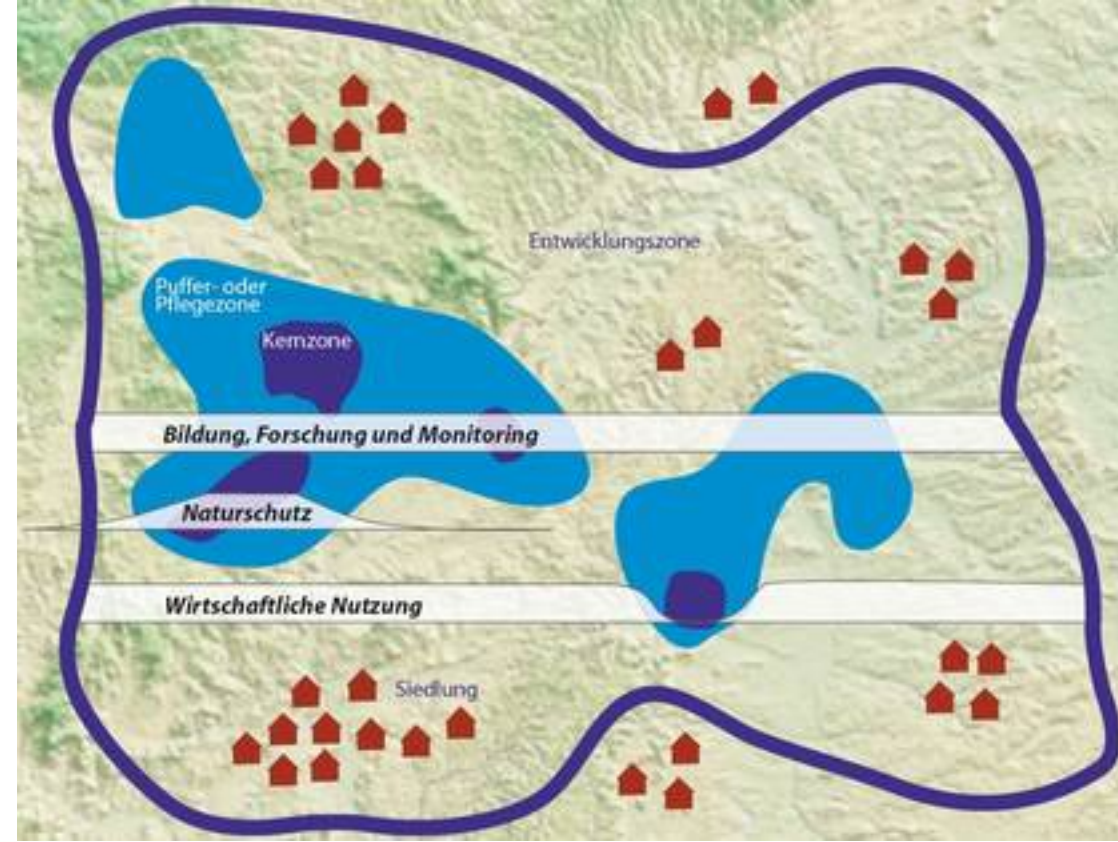 Entwicklungszone
Puffer- oder
Pflegezone
Kernzone
Bildung, Forschung und Monitoring
Naturschutz
Wirtschaftliche Nutzung
Siedlung